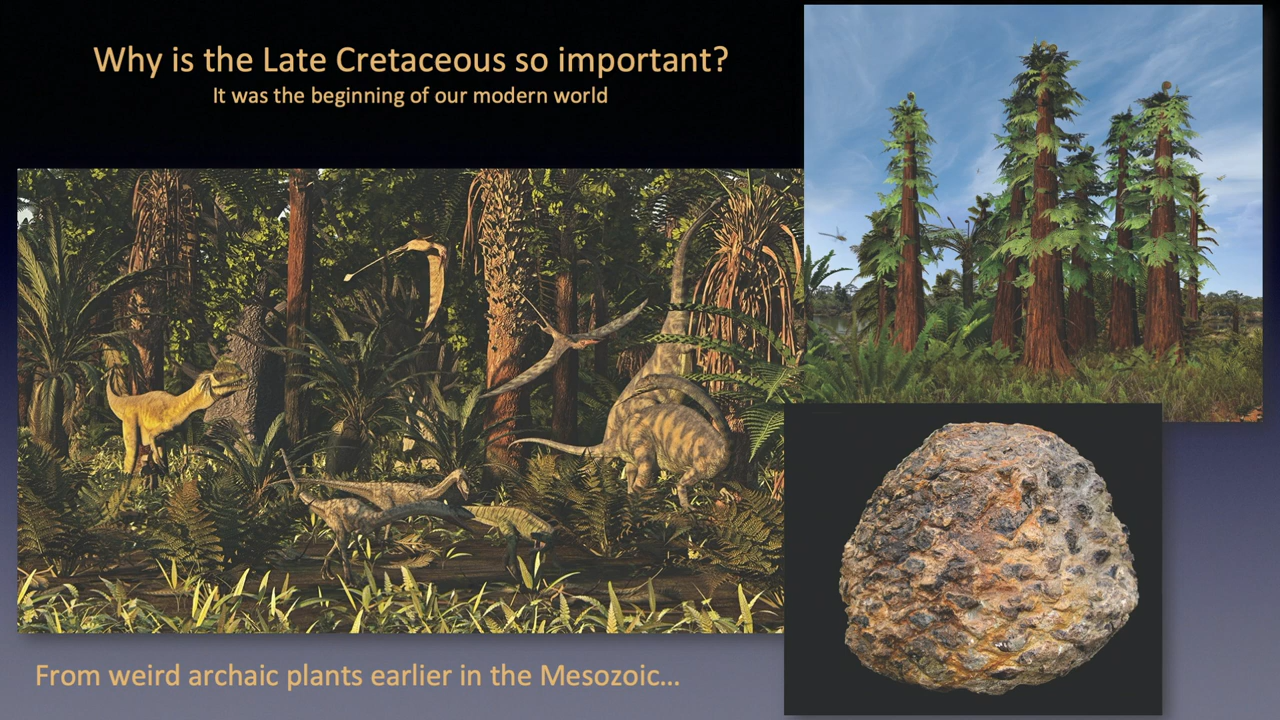 Why is the Late Cretaceous so important?
It was the beginning of our modern world
From weird archaic plants earlier in the Mesozoic...